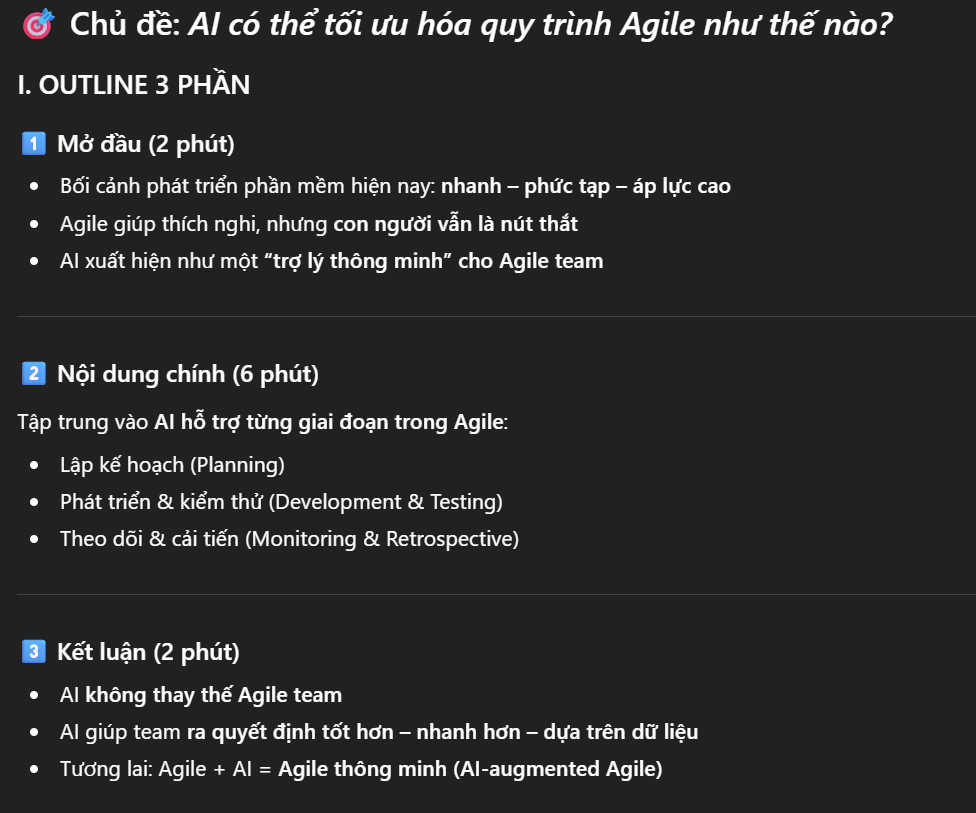 🎯 Chủ đề: AI có thể tối ưu hóa quy trình Agile như thế nào?
I. OUTLINE 3 PHẦN
1️⃣ Mở đầu (2 phút)
• Bối cảnh phát triển phần mềm hiện nay: nhanh – phức tạp – áp lực cao
• Agile giúp thích nghi, nhưng con người vẫn là nút thắt
• AI xuất hiện như một “trợ lý thông minh” cho Agile team
2️⃣ Nội dung chính (6 phút)
Tập trung vào AI hỗ trợ từng giai đoạn trong Agile:
• Lập kế hoạch (Planning)
• Phát triển & kiểm thử (Development & Testing)
• Theo dõi & cải tiến (Monitoring & Retrospective)
3️⃣ Kết luận (2 phút)
• AI không thay thế Agile team
• AI giúp team ra quyết định tốt hơn – nhanh hơn – dựa trên dữ liệu
• Tương lai: Agile + AI = Agile thông minh (AI-augmented Agile)